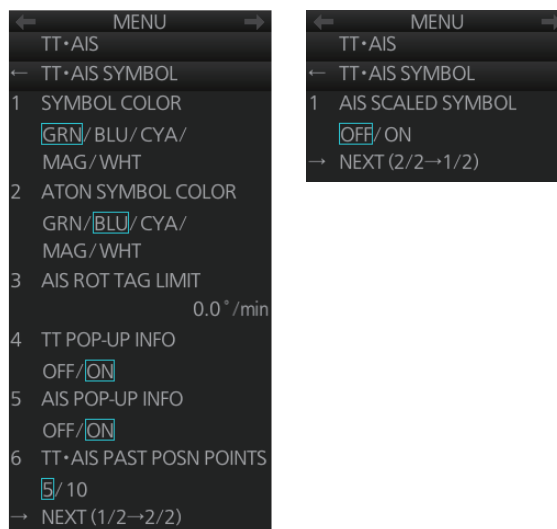 ← MENU →
TT・AIS
← TT・AIS SYMBOL
1 SYMBOL COLOR
GRN/BLU/CYA/
MAG/WHT
2 ATON SYMBOL COLOR
GRN/BLU/CYA/
MAG/WHT
3 AIS ROT TAG LIMIT
0.0˚/min
4 TT POP-UP INFO
OFF/ON
5 AIS POP-UP INFO
OFF/ON
6 TT・AIS PAST POSN POINTS
5/10
→ NEXT (1/2→2/2)
← MENU →
TT・AIS
← TT・AIS SYMBOL
1 AIS SCALED SYMBOL
OFF/ON
→ NEXT (2/2→1/2)